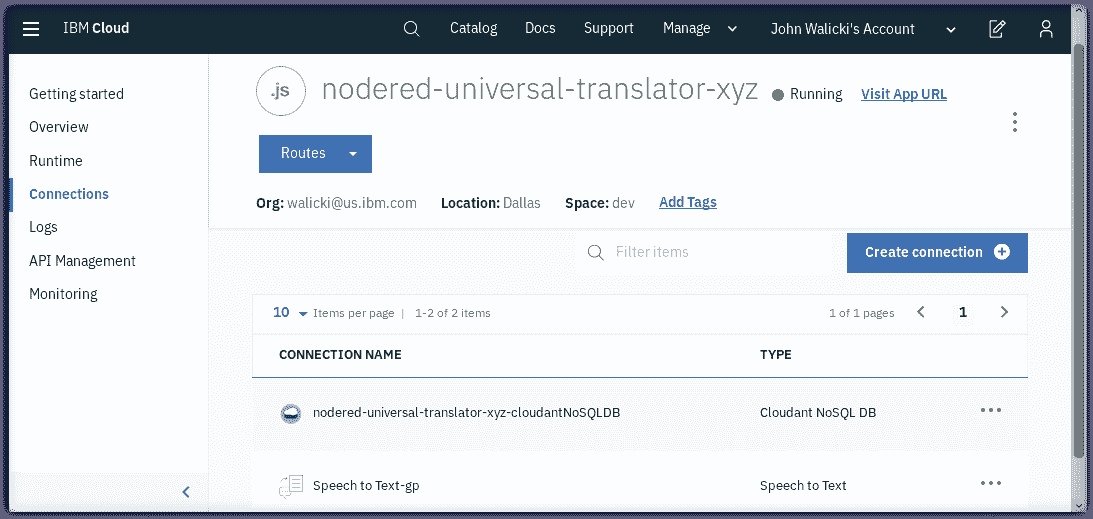 IBM Cloud Catalog Docs Support Manage John Walicki's Account
Getting started
Overview
Runtime
Connections
Logs
API Management
Monitoring
.js nodered-universal-translator-xyz Running Visit App URL
Routes
Org: walicki@us.ibm.com Location: Dallas Space: dev Add Tags
Filter items Create connection
10 Items per page | 1-2 of 2 items 1 of 1 pages 1
CONNECTION NAME TYPE
nodered-universal-translator-xyz-cloudantNoSQLDB Cloudant NoSQL DB
Speech to Text-gp Speech to Text